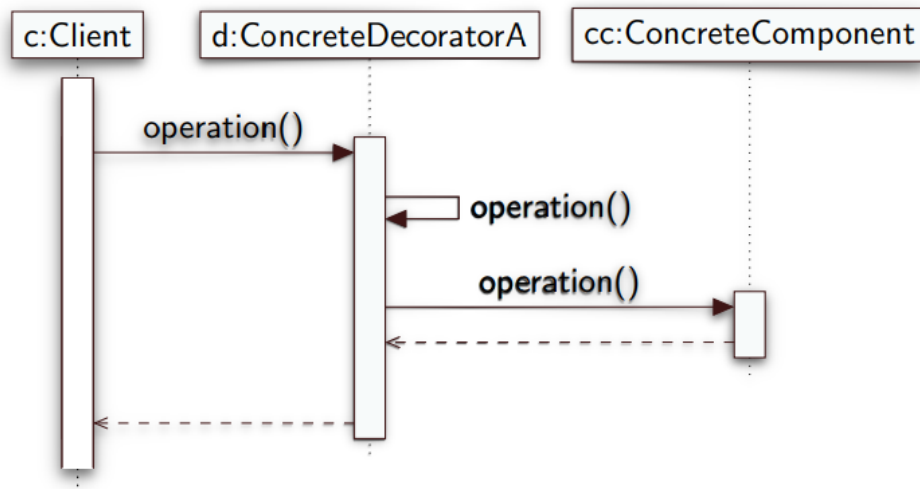 c:Client
d:ConcreteDecoratorA
cc:ConcreteComponent
operation()
operation()
operation()